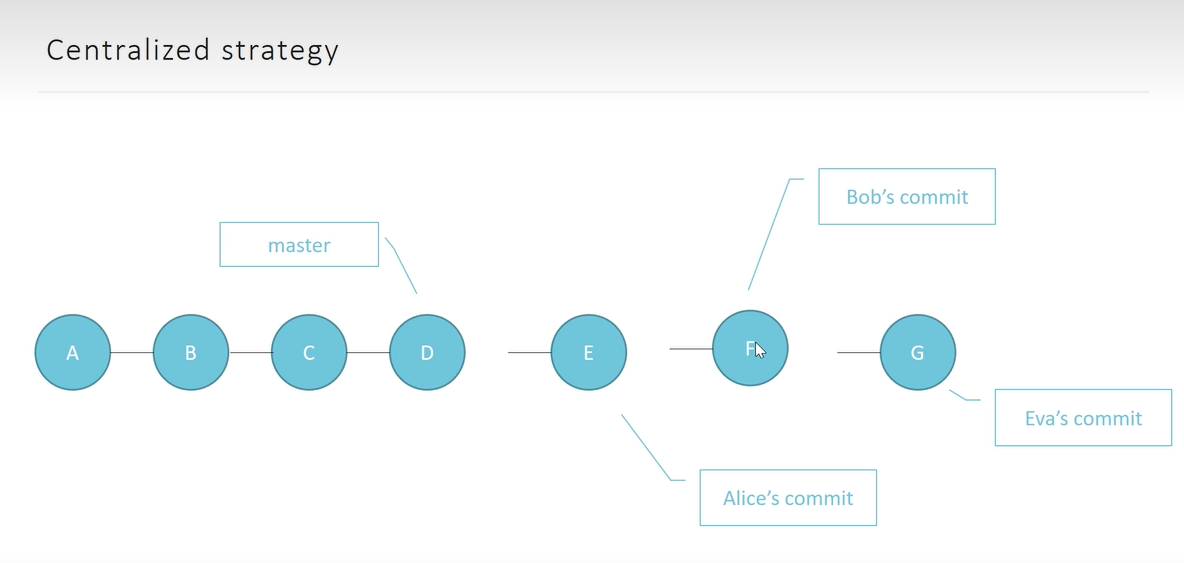 Centralized strategy
Bob’s commit
master
A
B
C
D
E
F
G
Eva’s commit
Alice’s commit